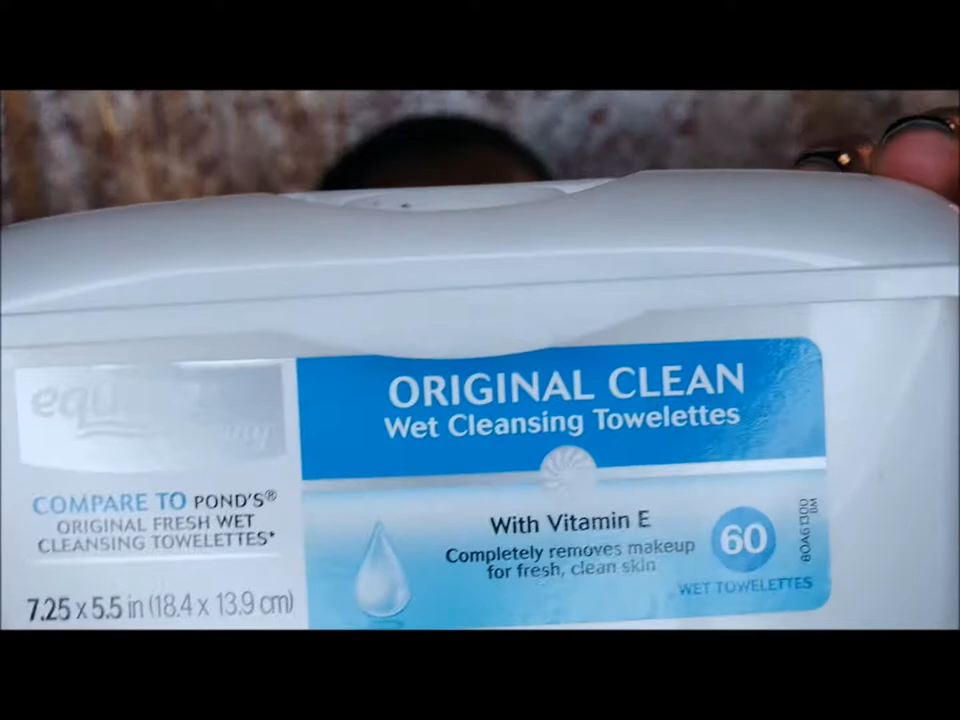 ORIGINAL CLEAN
Wet Cleansing Towelettes
COMPARE TO POND'S®
ORIGINAL FRESH WET
CLEANSING TOWELETTES*
7.25 x 5.5 in (18.4 x 13.9 cm)
With Vitamin E
Completely removes makeup
for fresh, clean skin
60
WET TOWELETTES